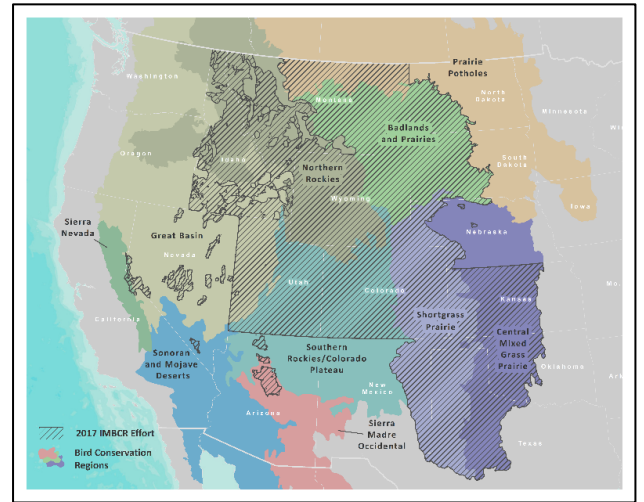 Washington
Prairie
Potholes
North
Dakota
Montana
Minnesota
Badlands
and Prairies
Oregon
Idaho
South
Dakota
Northern
Rockies
Wyoming
Iowa
Sierra
Nevada
Great Basin
Nevada
Nebraska
Utah
Colorado
Kansas
California
Shortgrass
Prairie
Central
Mixed
Grass
Prairie
Sonoran
and Mojave
Deserts
Southern
Rockies/Colorado
Plateau
Oklahoma
New
Mexico
Arizona
Sierra
Madre
Occidental
Texas
2017 IMBCR Effort
Bird Conservation
Regions